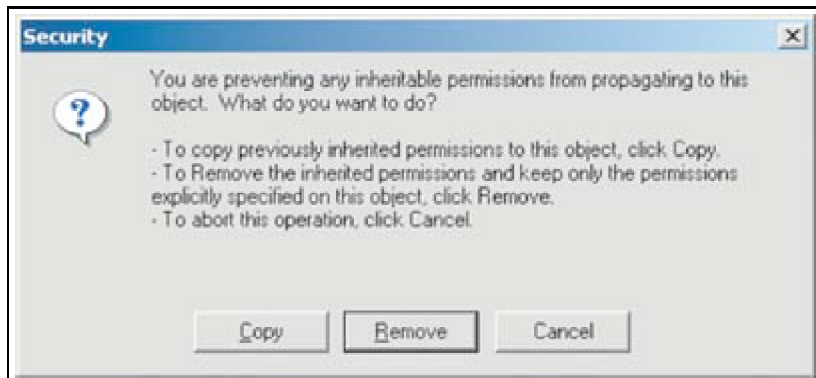 Security
You are preventing any inheritable permissions from propagating to this
object. What do you want to do?
- To copy previously inherited permissions to this object, click Copy.
- To Remove the inherited permissions and keep only the permissions
explicitly specified on this object, click Remove.
- To abort this operation, click Cancel.
Copy
Remove
Cancel